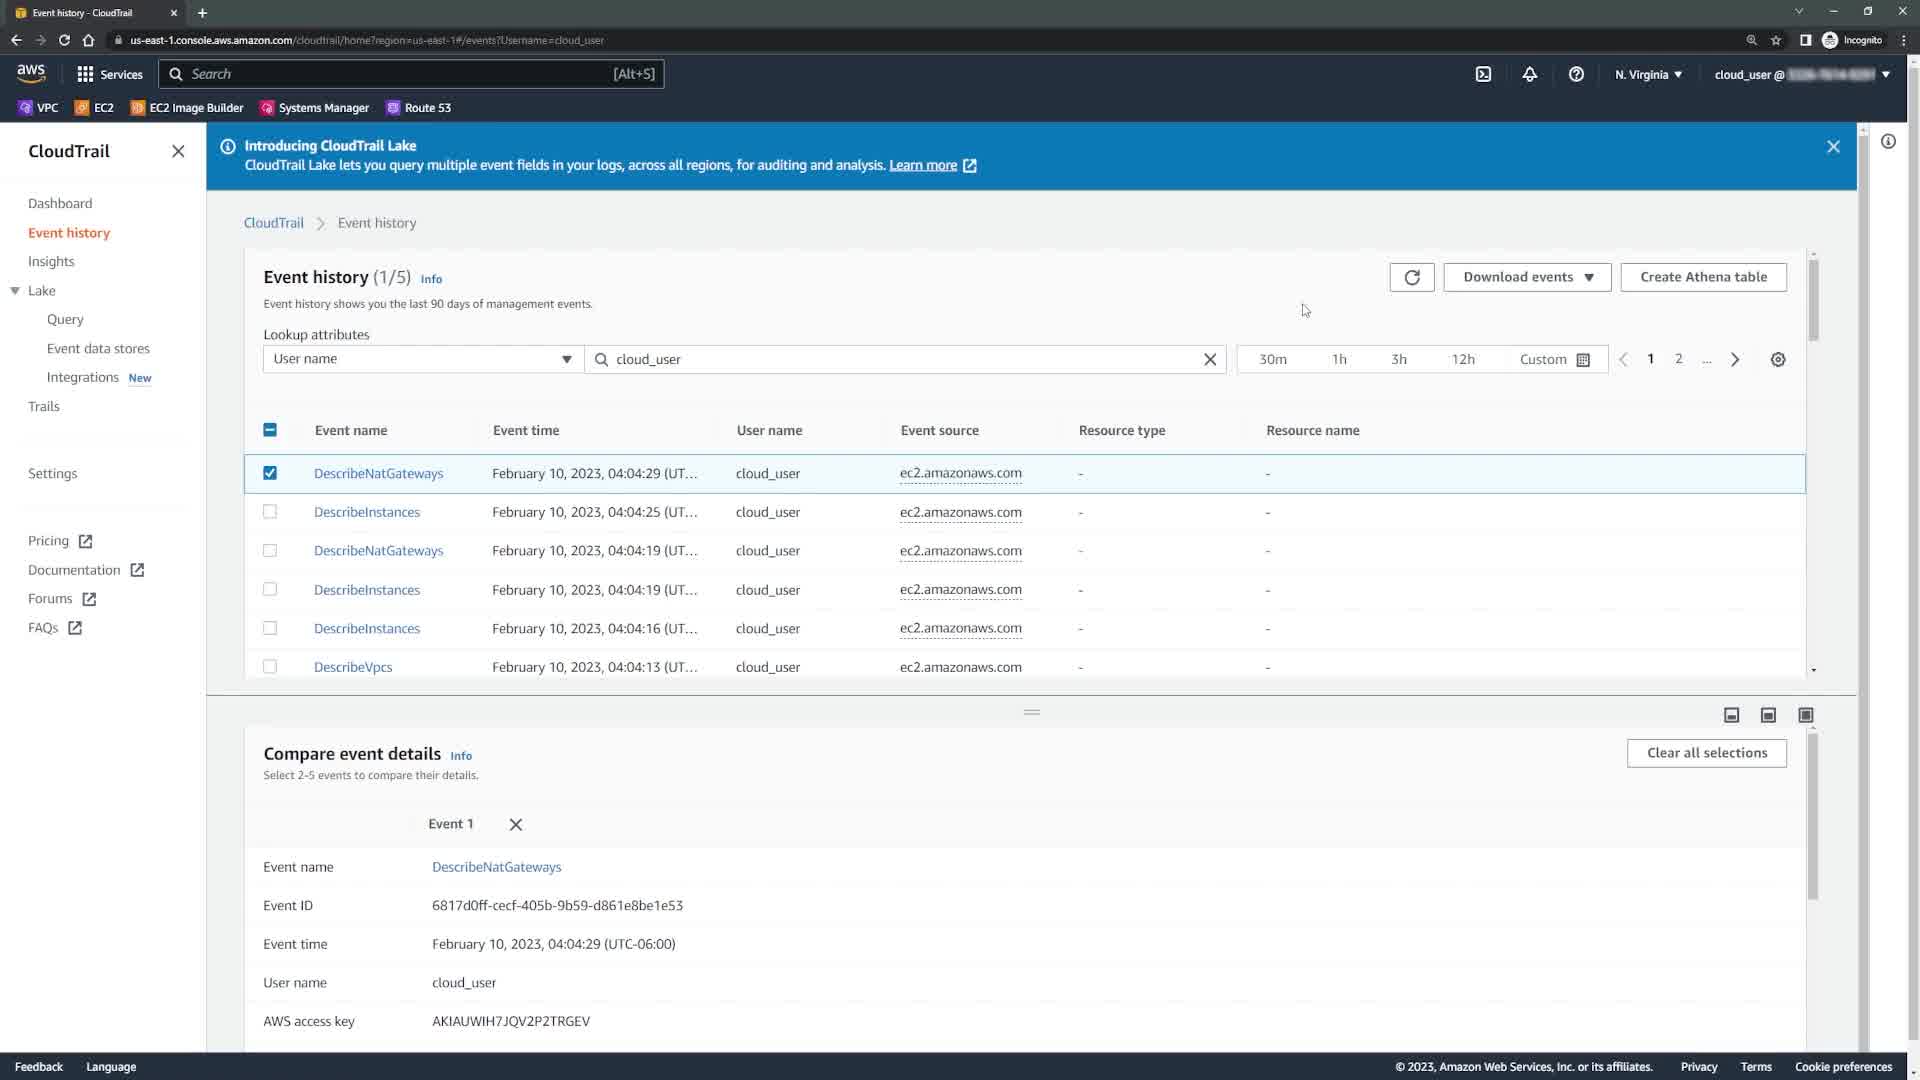 Event history - CloudTrail
us-east-1.console.aws.amazon.com/cloudtrail/home?region=us-east-1#/events?Username=cloud_user
Incognito
aws
Services
Search
[Alt+S]
N. Virginia
cloud_user @
VPC
EC2
EC2 Image Builder
Systems Manager
Route 53
CloudTrail
Dashboard
Event history
Insights
Lake
Query
Event data stores
Integrations New
Trails
Settings
Pricing
Documentation
Forums
FAQs
Introducing CloudTrail Lake
CloudTrail Lake lets you query multiple event fields in your logs, across all regions, for auditing and analysis. Learn more
CloudTrail > Event history
Event history (1/5) Info
Download events
Create Athena table
Event history shows you the last 90 days of management events.
Lookup attributes
User name
cloud_user
30m 1h 3h 12h Custom
1 2 ...
Event name Event time User name Event source Resource type Resource name
DescribeNatGateways February 10, 2023, 04:04:29 (UT... cloud_user ec2.amazonaws.com - -
DescribeInstances February 10, 2023, 04:04:25 (UT... cloud_user ec2.amazonaws.com - -
DescribeNatGateways February 10, 2023, 04:04:19 (UT... cloud_user ec2.amazonaws.com - -
DescribeInstances February 10, 2023, 04:04:19 (UT... cloud_user ec2.amazonaws.com - -
DescribeInstances February 10, 2023, 04:04:16 (UT... cloud_user ec2.amazonaws.com - -
DescribeVpcs February 10, 2023, 04:04:13 (UT... cloud_user ec2.amazonaws.com - -
Compare event details Info
Clear all selections
Select 2-5 events to compare their details.
Event 1
Event name DescribeNatGateways
Event ID 6817d0ff-cecf-405b-9b59-d861e8be1e53
Event time February 10, 2023, 04:04:29 (UTC-06:00)
User name cloud_user
AWS access key AKIAUWIH7JQV2P2TRGEV
Feedback
Language
© 2023, Amazon Web Services, Inc. or its affiliates.
Privacy
Terms
Cookie preferences